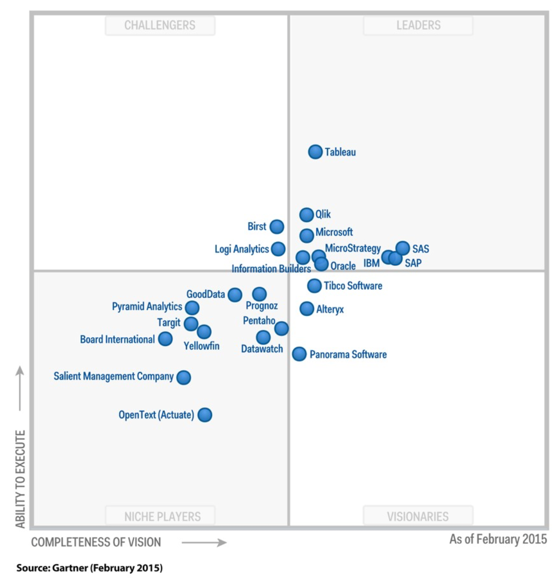 CHALLENGERS
LEADERS
Tableau
Qlik
Birst
Microsoft
Logi Analytics
MicroStrategy
SAS
Information Builders
Oracle
IBM
SAP
Tibco Software
GoodData
Prognoz
Pyramid Analytics
Alteryx
Targit
Pentaho
Board International
Yellowfin
Datawatch
Panorama Software
Salient Management Company
OpenText (Actuate)
ABILITY TO EXECUTE
NICHE PLAYERS
VISIONARIES
COMPLETENESS OF VISION
As of February 2015
Source: Gartner (February 2015)